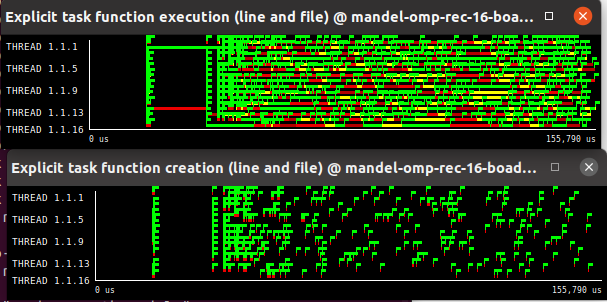 Explicit task function execution (line and file) @ mandel-omp-rec-16-boa...
THREAD 1.1.1
THREAD 1.1.5
THREAD 1.1.9
THREAD 1.1.13
THREAD 1.1.16
0 us
155,790 us
Explicit task function creation (line and file) @ mandel-omp-rec-16-boad...
THREAD 1.1.1
THREAD 1.1.5
THREAD 1.1.9
THREAD 1.1.13
THREAD 1.1.16
0 us
155,790 us